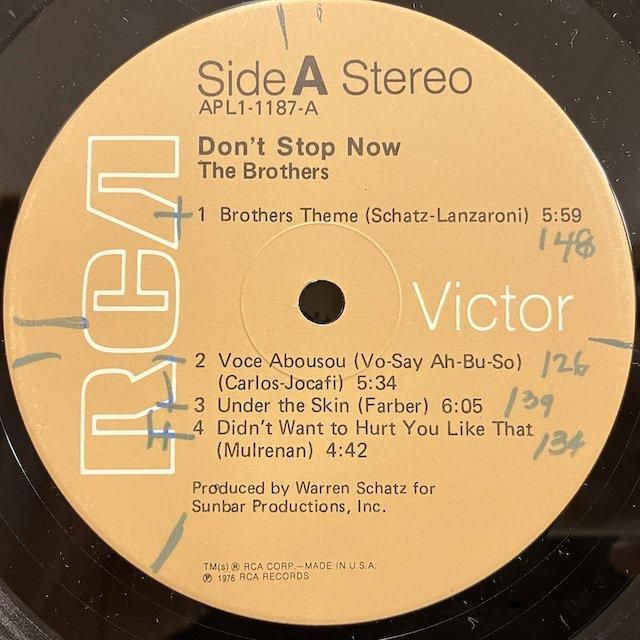 Side A Stereo
APL1-1187-A
Don't Stop Now
The Brothers
1 Brothers Theme (Schatz-Lanzaroni) 5:59
148
RCA
Victor
2 Voce Abousou (Vo-Say Ah-Bu-So) 126
(Carlos-Jocafi) 5:34
3 Under the Skin (Farber) 6:05 139
4 Didn't Want to Hurt You Like That 134
(Mulrenan) 4:42
Produced by Warren Schatz for
Sunbar Productions, Inc.
TM(s) ® RCA CORP.—MADE IN U.S.A.
℗ 1976 RCA RECORDS